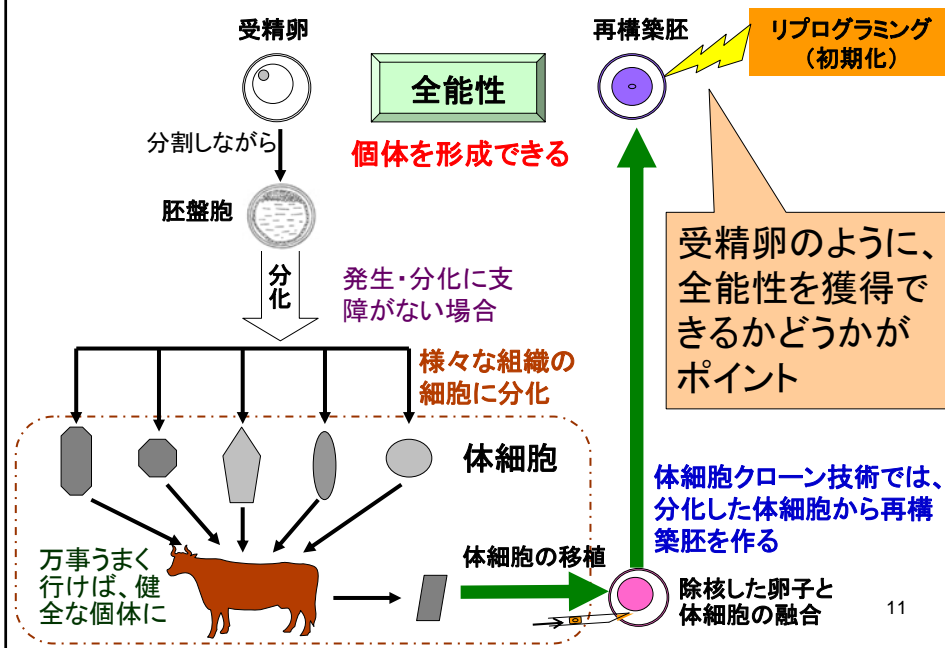 受精卵
全能性
個体を形成できる
再構築胚
リプログラミング
（初期化）
分割しながら
胚盤胞
分化
発生・分化に支
障がない場合
受精卵のように、
全能性を獲得で
きるかどうかが
ポイント
様々な組織の
細胞に分化
体細胞
体細胞クローン技術では、
分化した体細胞から再構
築胚を作る
万事うまく
行けば、健
全な個体に
体細胞の移植
除核した卵子と
体細胞の融合
11